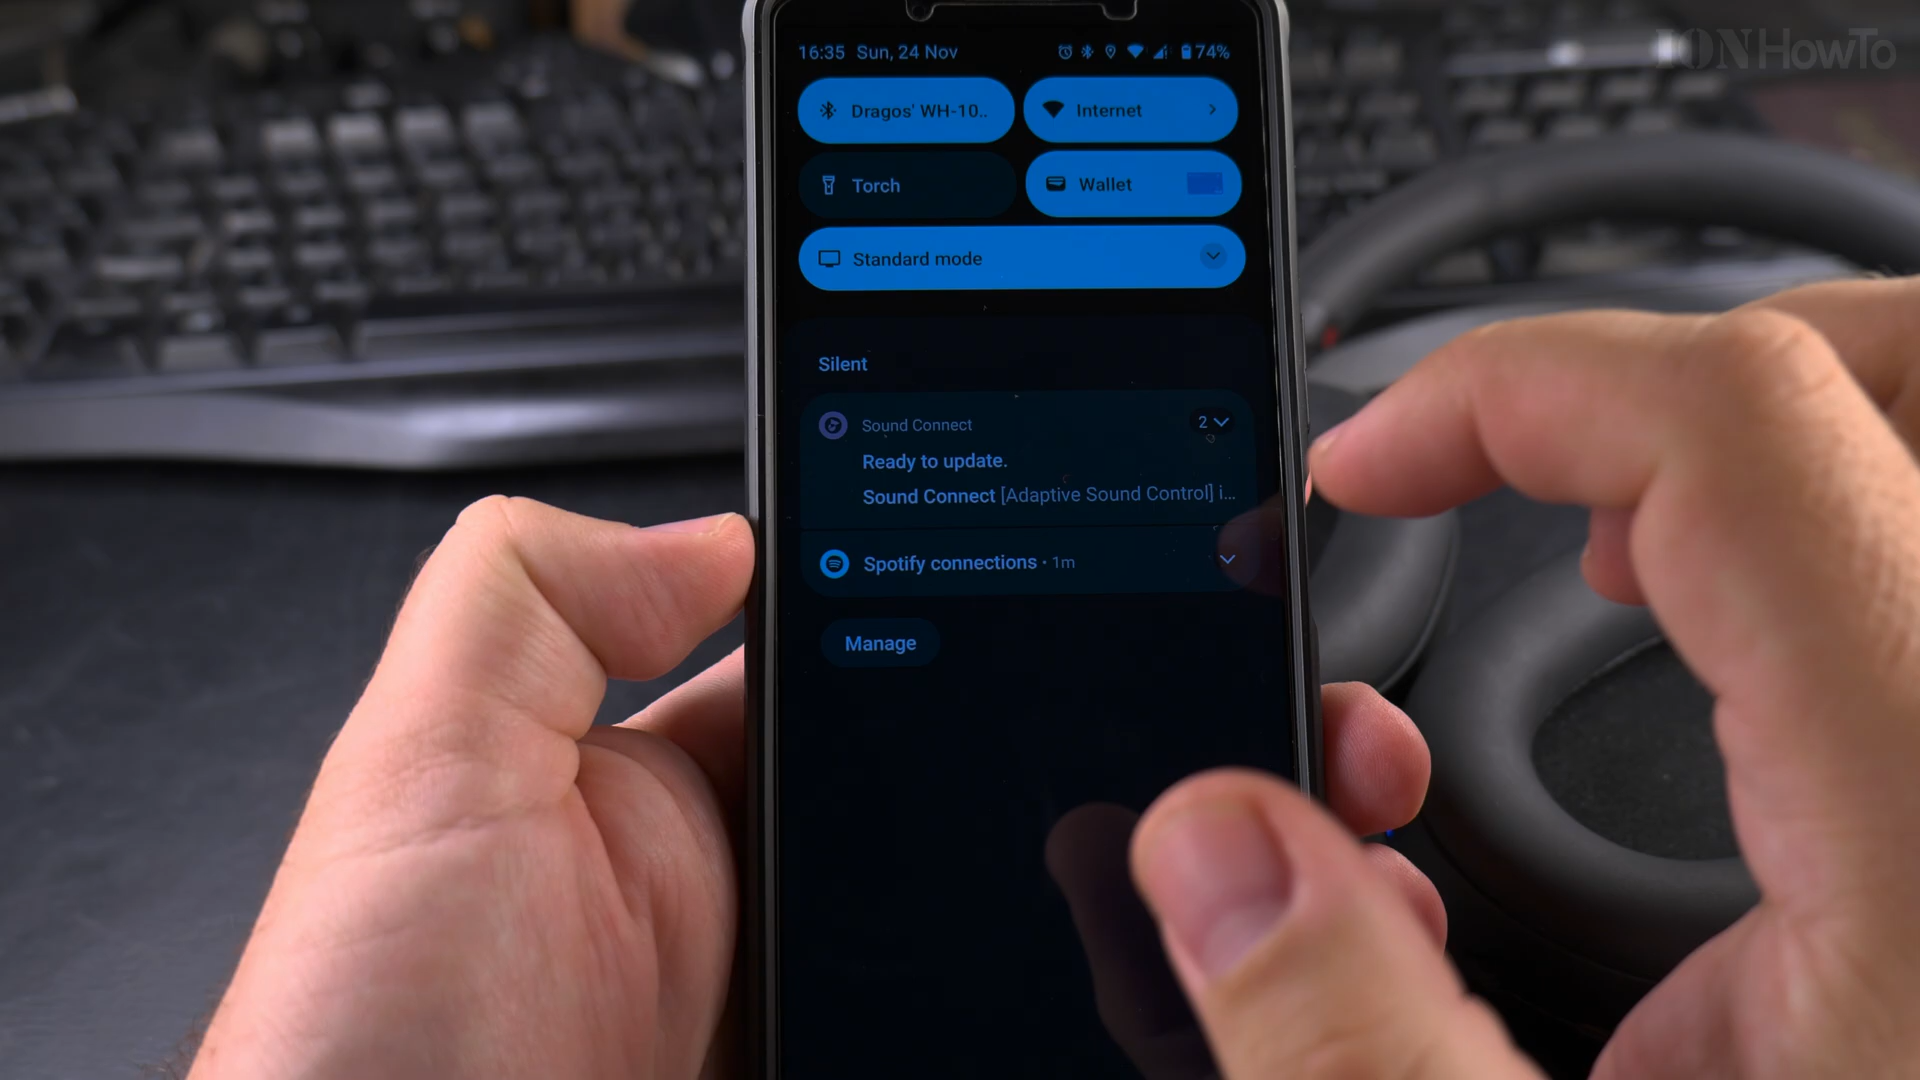 IONHowTo
16:35 Sun, 24 Nov 74%
Dragos' WH-10.. Internet
Torch Wallet
Standard mode
Silent
Sound Connect 2
Ready to update.
Sound Connect [Adaptive Sound Control] i...
Spotify connections • 1m
Manage